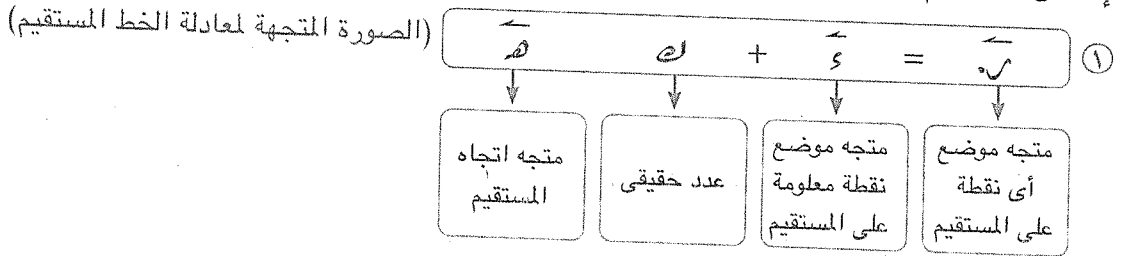 ① س = ء + ك هـ (الصورة المتجهة لمعادلة الخط المستقيم)
متجه موضع أى نقطة على المستقيم
متجه موضع نقطة معلومة على المستقيم
عدد حقيقى
متجه اتجاه المستقيم